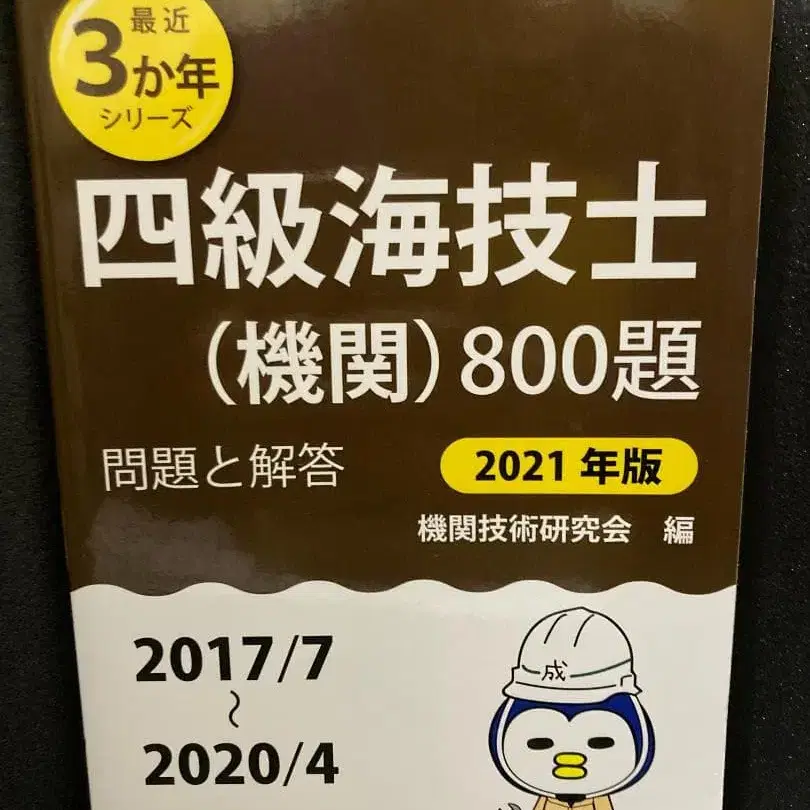 最近
3か年
シリーズ
四級海技士
（機関）800題
問題と解答
2021年版
機関技術研究会 編
2017/7
～
2020/4
成